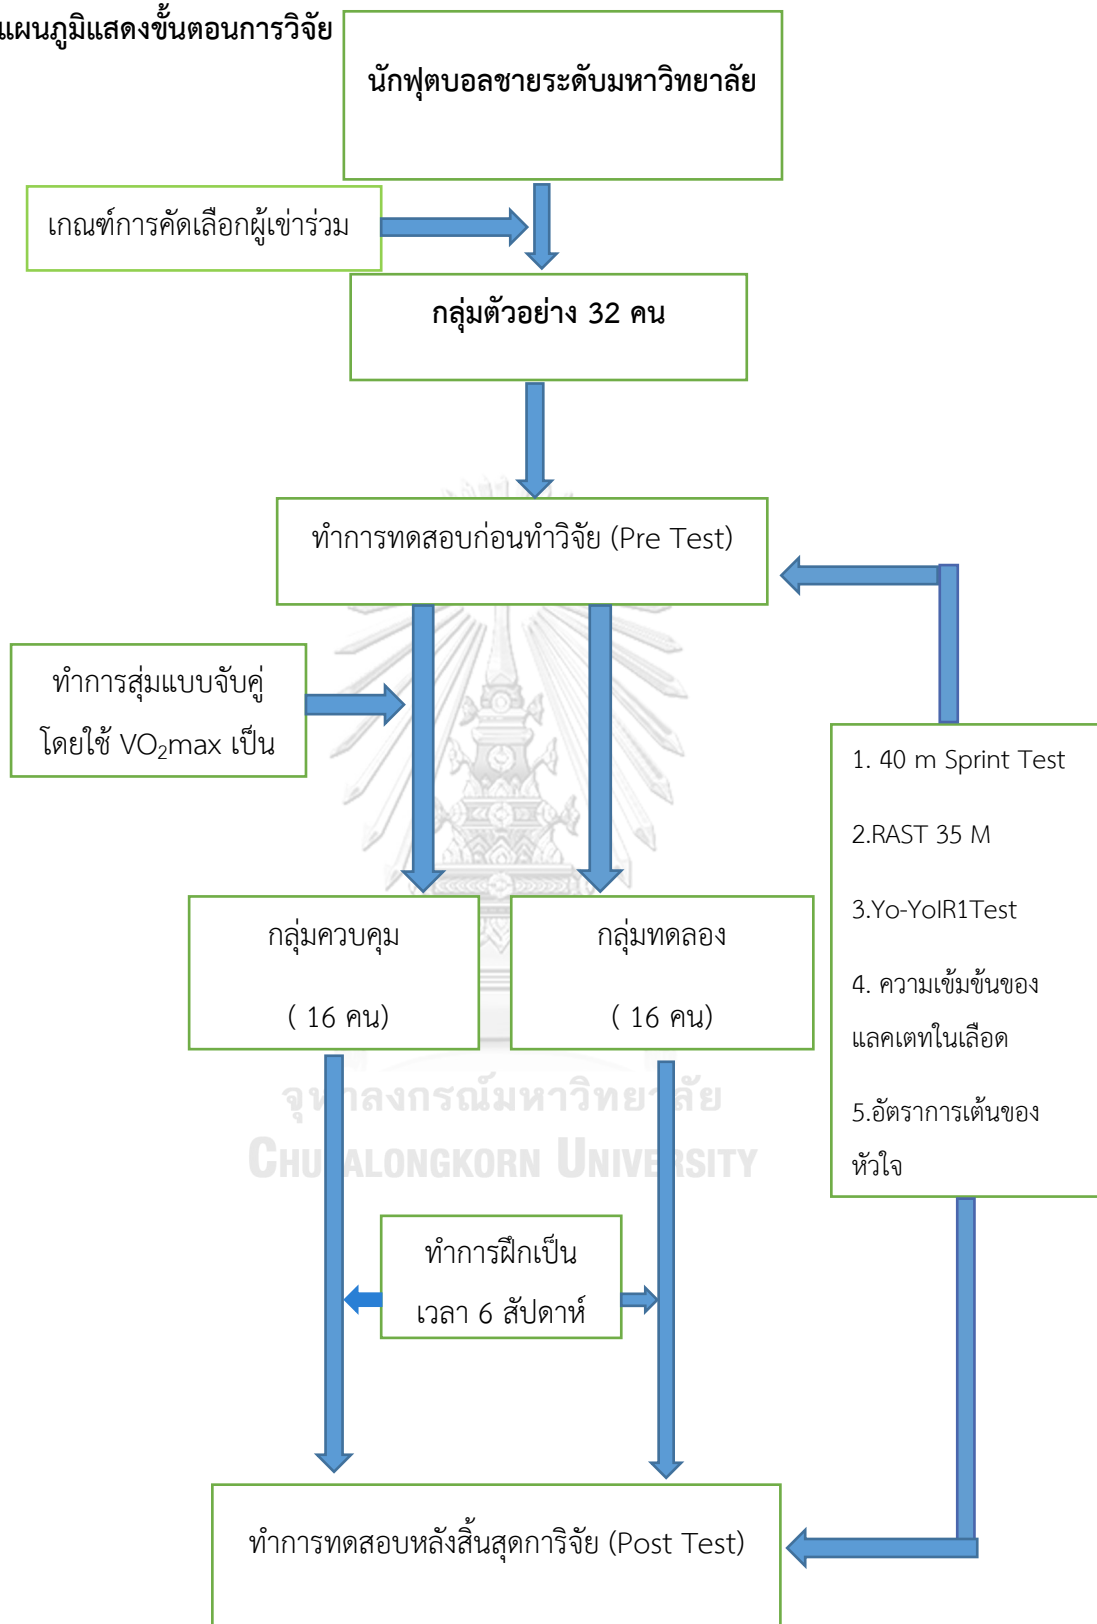 แผนภูมิแสดงขั้นตอนการวิจัย
นักฟุตบอลชายระดับมหาวิทยาลัย
เกณฑ์การคัดเลือกผู้เข่าร่วม
กลุ่มตัวอย่าง 32 คน
ทำการทดสอบก่อนทำวิจัย (Pre Test)
ทำการสุ่มแบบจับคู่
โดยใช้ VO₂max เป็น
1. 40 m Sprint Test
2.RAST 35 M
3.Yo-YoIR1Test
4. ความเข้มข้นของ
แลคเตทในเลือด
5.อัตราการเต้นของ
หัวใจ
กลุ่มควบคุม
( 16 คน)
กลุ่มทดลอง
( 16 คน)
จุฬาลงกรณ์มหาวิทยาลัย
CHULALONGKORN UNIVERSITY
ทำการฝึกเป็น
เวลา 6 สัปดาห์
ทำการทดสอบหลังสิ้นสุดการิจัย (Post Test)